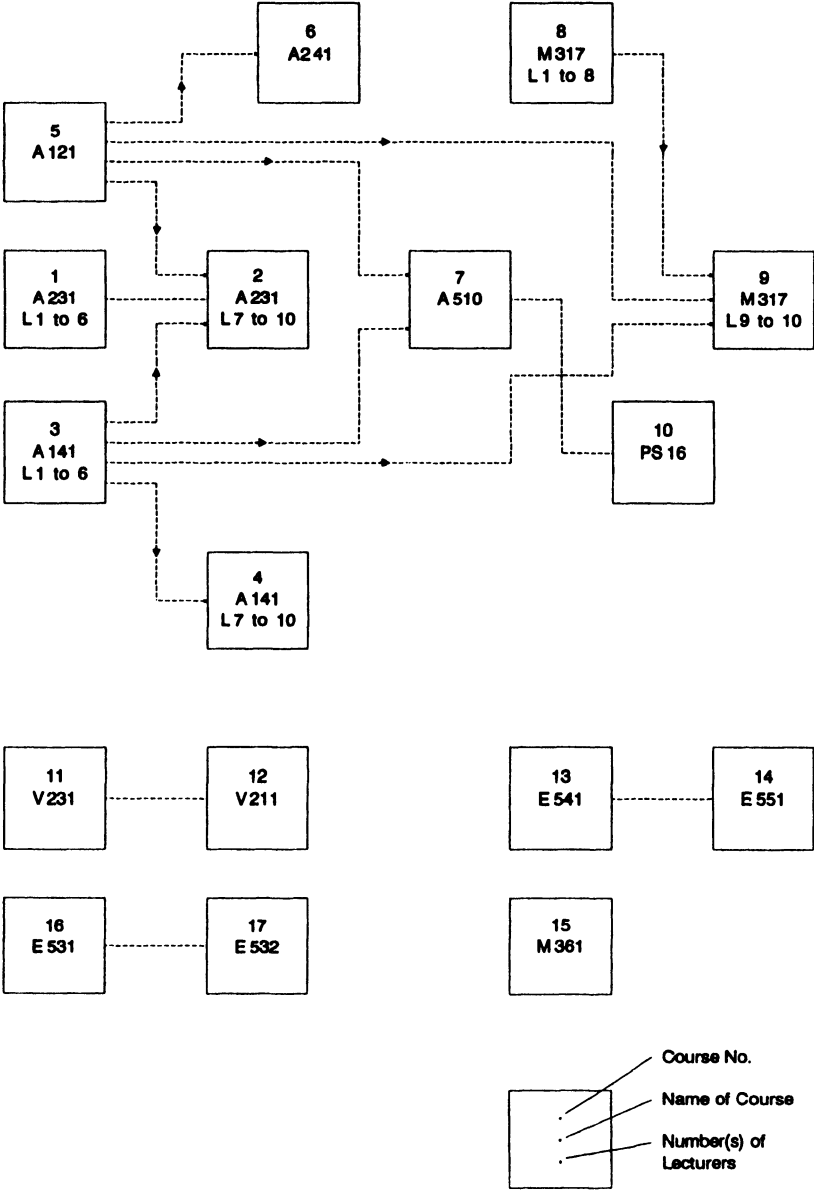 6
A241
8
M317
L1 to 8
5
A121
1
A231
L1 to 6
2
A231
L7 to 10
7
A510
9
M317
L9 to 10
3
A141
L1 to 6
10
PS16
4
A141
L7 to 10
11
V231
12
V211
13
E541
14
E551
16
E531
17
E532
15
M361
Course No.
Name of Course
Number(s) of
Lecturers